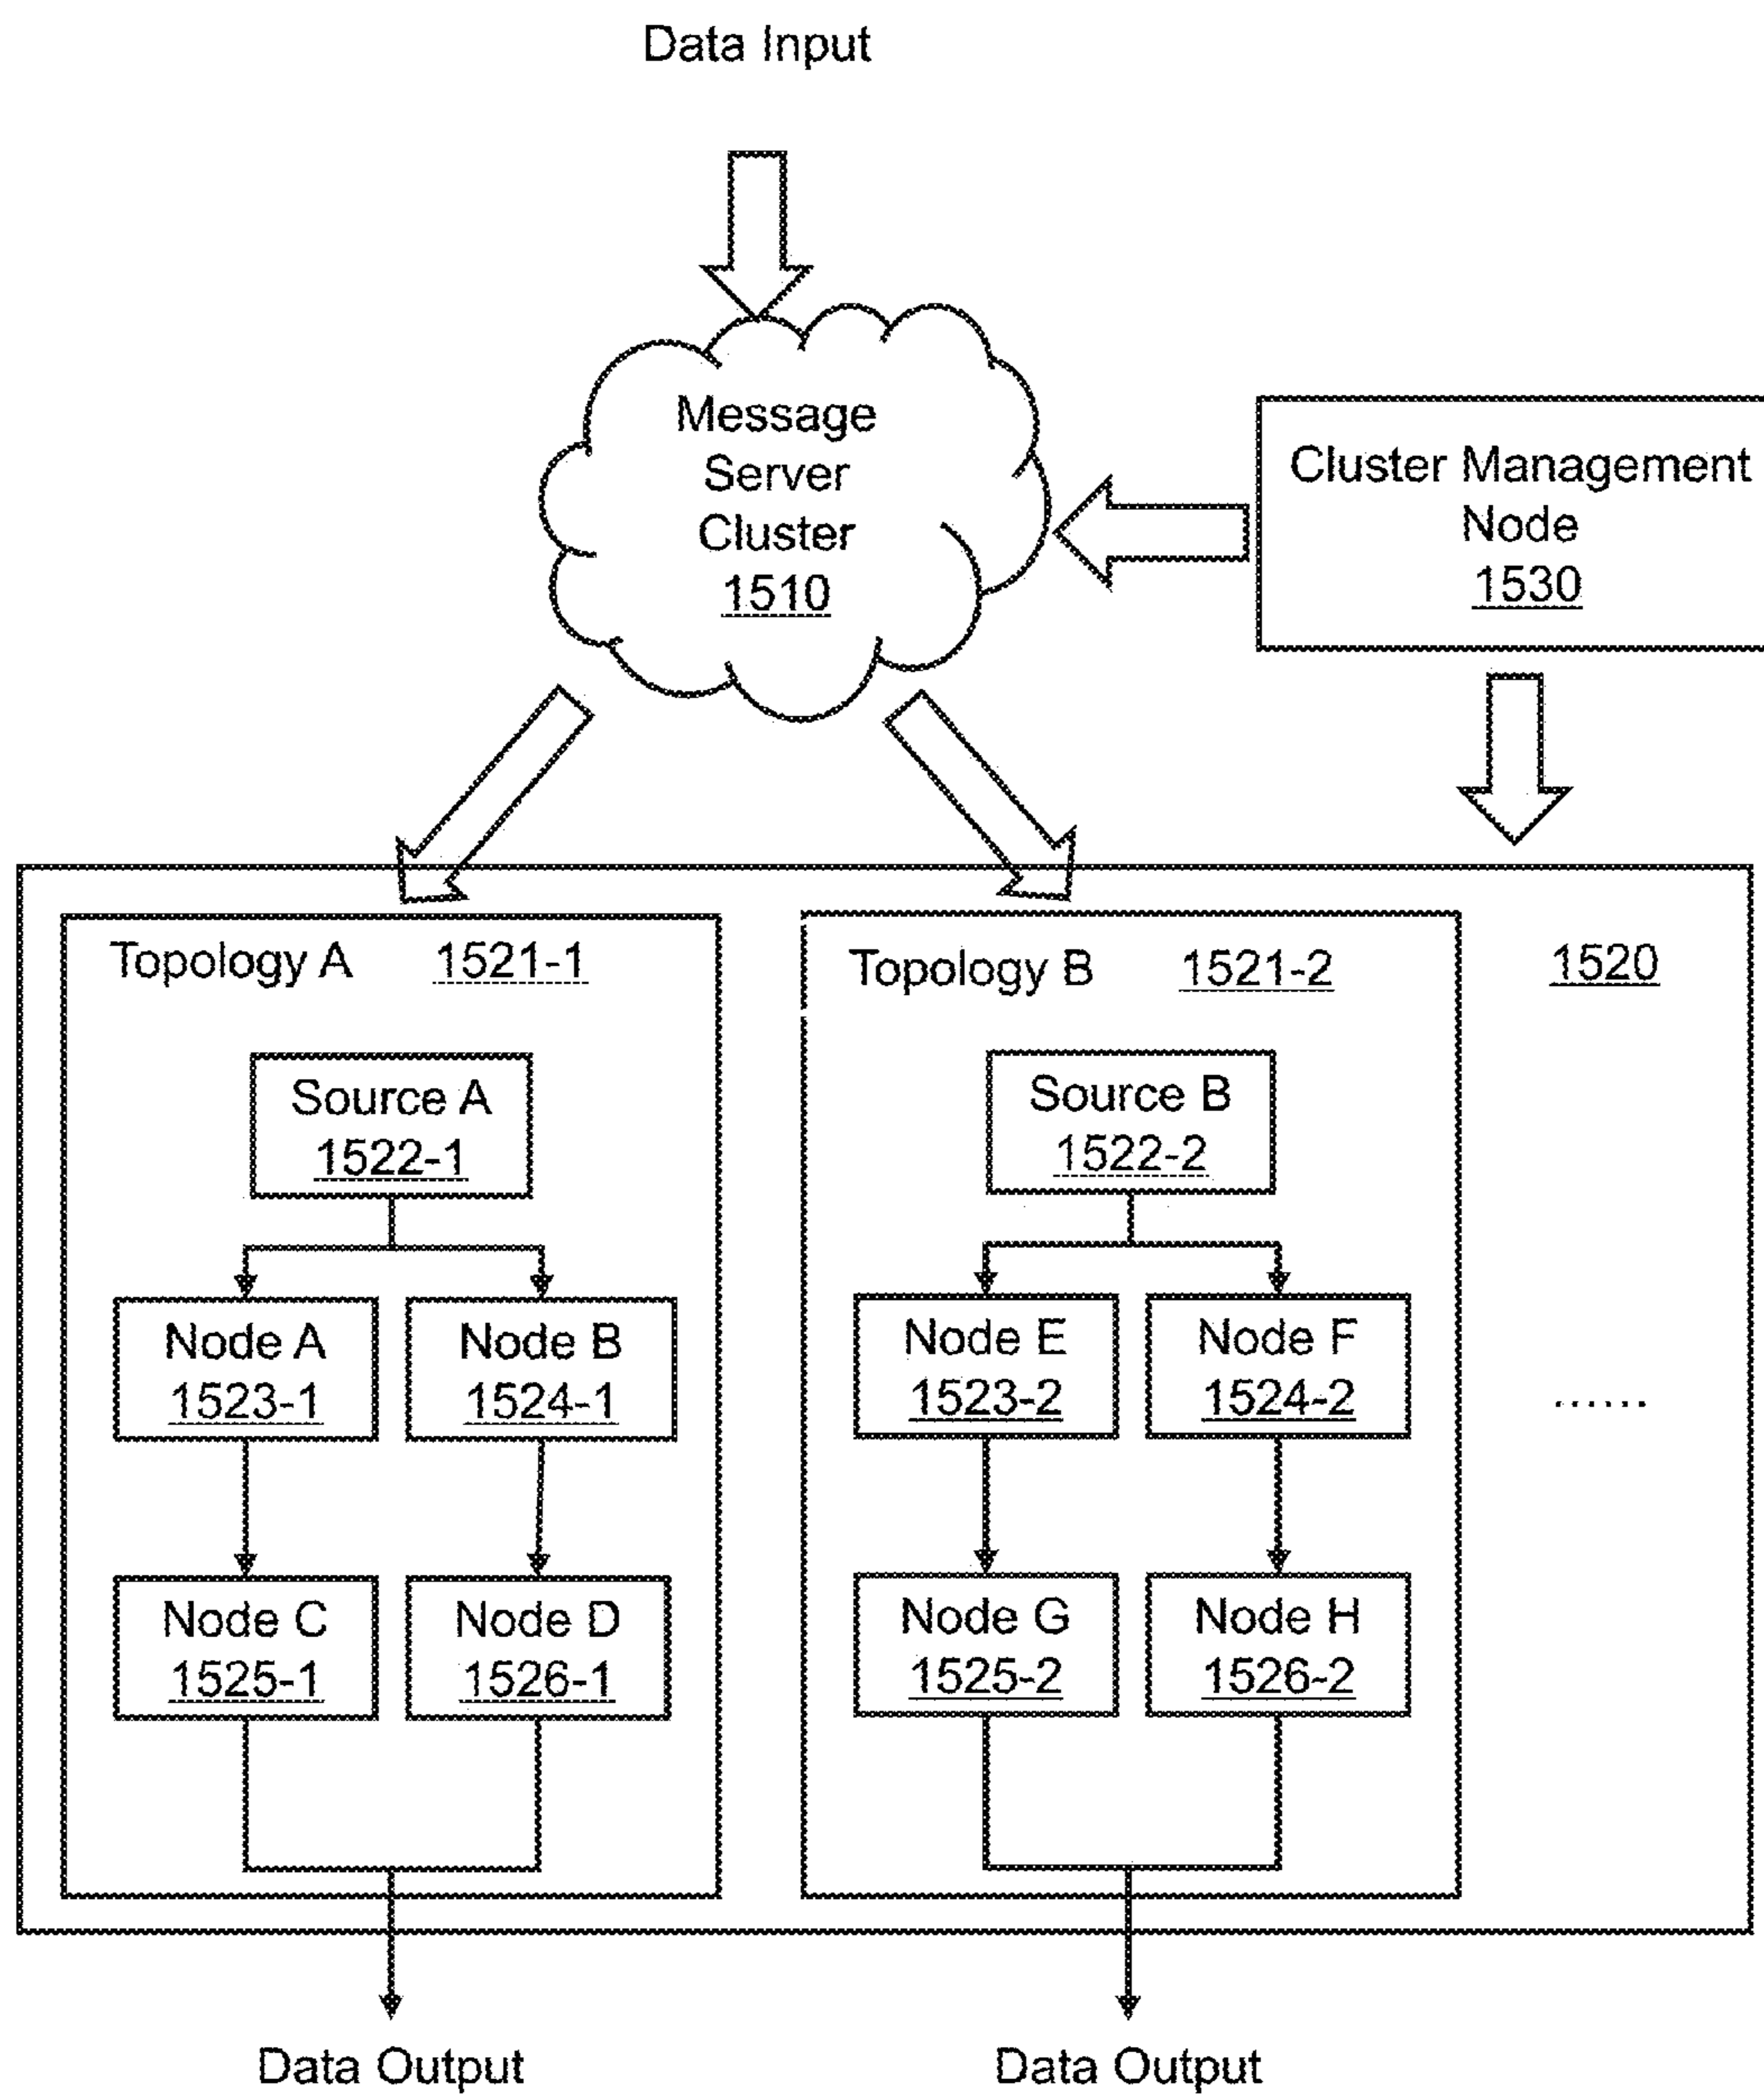 Data Input
Message
Server
Cluster
1510
Cluster Management
Node
1530
Topology A 1521-1
Topology B 1521-2
1520
Source A
1522-1
Source B
1522-2
Node A
1523-1
Node B
1524-1
Node E
1523-2
Node F
1524-2
......
Node C
1525-1
Node D
1526-1
Node G
1525-2
Node H
1526-2
Data Output
Data Output